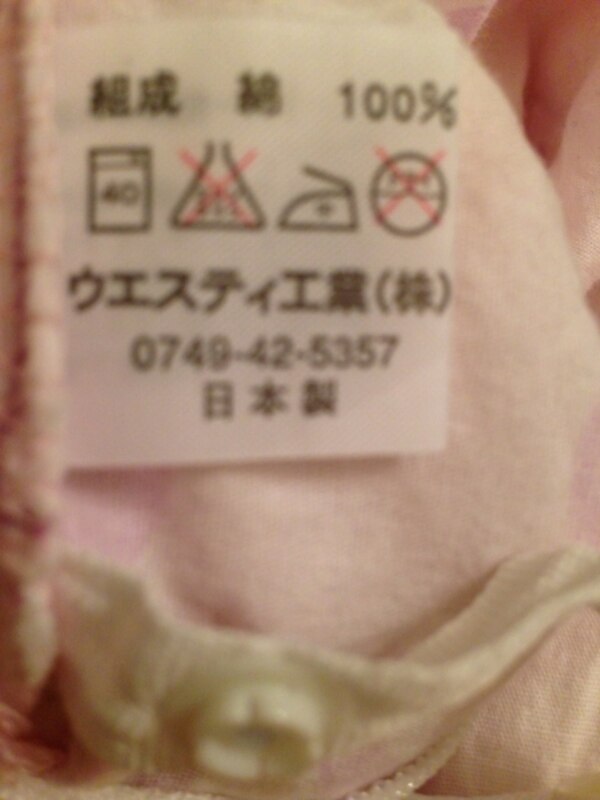 組成 綿 100%
40
ウエスティ工業(株)
0749-42-5357
日本製